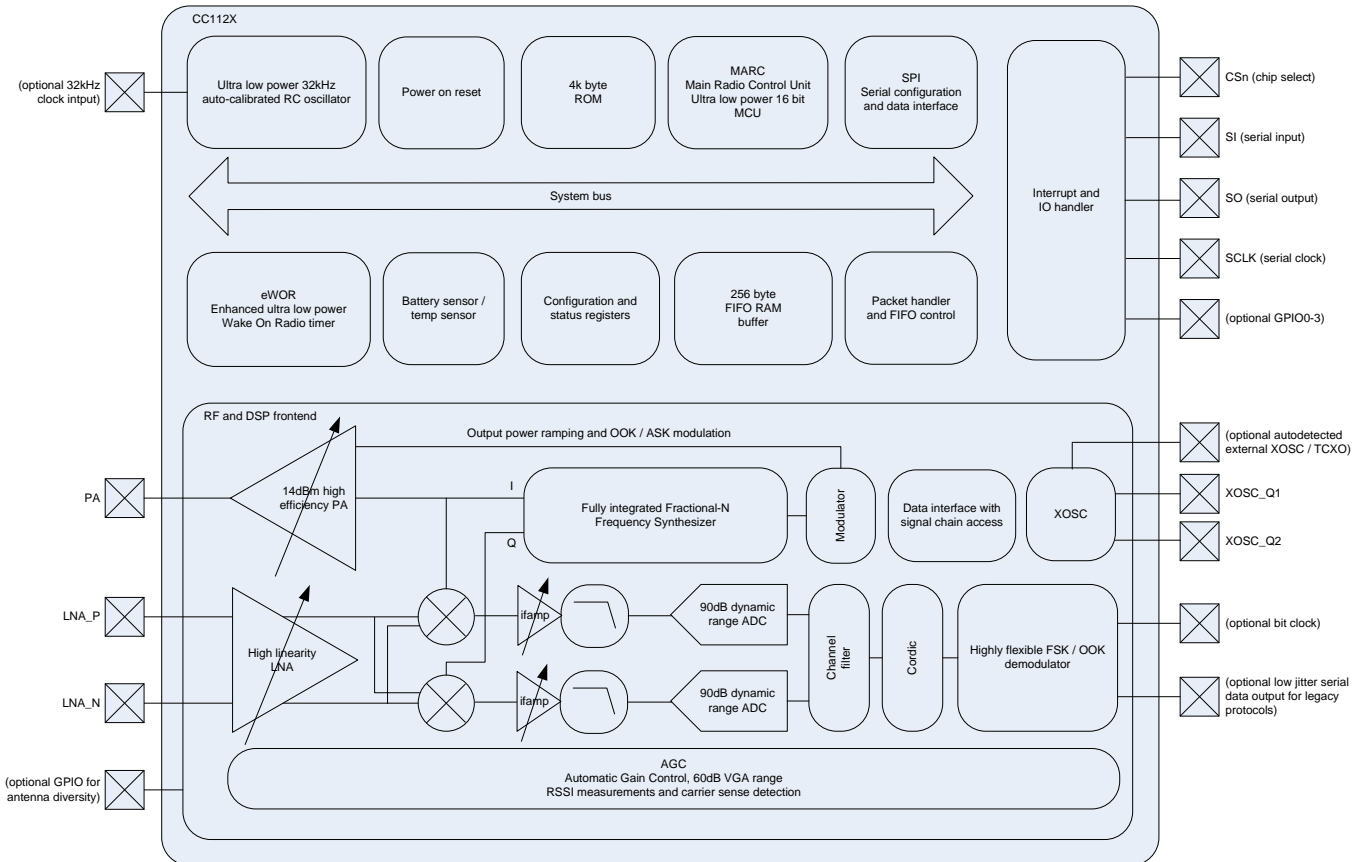 CC112X
(optional 32kHz
clock intput)
Ultra low power 32kHz
auto-calibrated RC oscillator
Power on reset
4k byte
ROM
MARC
Main Radio Control Unit
Ultra low power 16 bit
MCU
SPI
Serial configuration
and data interface
System bus
Interrupt and
IO handler
CSn (chip select)
SI (serial input)
SO (serial output)
SCLK (serial clock)
(optional GPIO0-3)
eWOR
Enhanced ultra low power
Wake On Radio timer
Battery sensor /
temp sensor
Configuration and
status registers
256 byte
FIFO RAM
buffer
Packet handler
and FIFO control
RF and DSP frontend
Output power ramping and OOK / ASK modulation
(optional autodetected
external XOSC / TCXO)
PA
14dBm high
efficiency PA
I
Q
Fully integrated Fractional-N
Frequency Synthesizer
Modulator
Data interface with
signal chain access
XOSC
XOSC_Q1
XOSC_Q2
LNA_P
LNA_N
High linearity
LNA
ifamp
90dB dynamic
range ADC
ifamp
90dB dynamic
range ADC
Channel
filter
Cordic
Highly flexible FSK / OOK
demodulator
(optional bit clock)
(optional low jitter serial
data output for legacy
protocols)
(optional GPIO for
antenna diversity)
AGC
Automatic Gain Control, 60dB VGA range
RSSI measurements and carrier sense detection